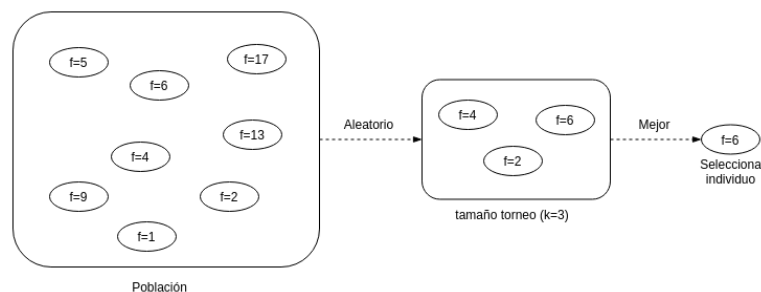 f=5
f=17
f=6
f=13
f=4
f=9
f=2
f=1
Población
Aleatorio
f=4
f=6
f=2
tamaño torneo (k=3)
Mejor
f=6
Selecciona
individuo